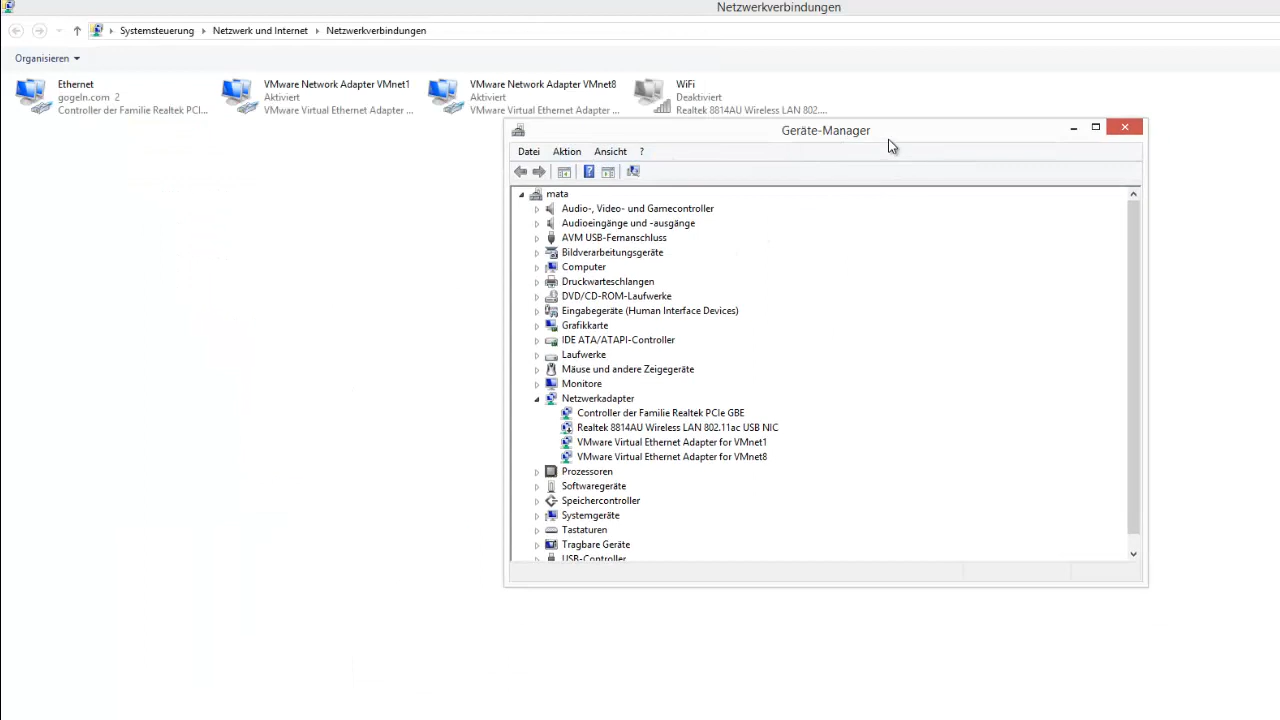 Netzwerkverbindungen
Systemsteuerung Netzwerk und Internet Netzwerkverbindungen
Organisieren
Ethernet
gogeln.com 2
Controller der Familie Realtek PCI...
VMware Network Adapter VMnet1
Aktiviert
VMware Virtual Ethernet Adapter ...
VMware Network Adapter VMnet8
Aktiviert
VMware Virtual Ethernet Adapter ...
WiFi
Deaktiviert
Realtek 8814AU Wireless LAN 802....
Geräte-Manager
Datei Aktion Ansicht ?
mata
Audio-, Video- und Gamecontroller
Audioeingänge und -ausgänge
AVM USB-Fernanschluss
Bildverarbeitungsgeräte
Computer
Druckwarteschlangen
DVD/CD-ROM-Laufwerke
Eingabegeräte (Human Interface Devices)
Grafikkarte
IDE ATA/ATAPI-Controller
Laufwerke
Mäuse und andere Zeigegeräte
Monitore
Netzwerkadapter
Controller der Familie Realtek PCIe GBE
Realtek 8814AU Wireless LAN 802.11ac USB NIC
VMware Virtual Ethernet Adapter for VMnet1
VMware Virtual Ethernet Adapter for VMnet8
Prozessoren
Softwaregeräte
Speichercontroller
Systemgeräte
Tastaturen
Tragbare Geräte
USB-Controller